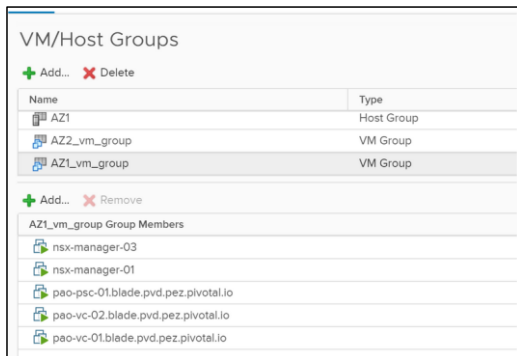 VM/Host Groups
Add... Delete
Name Type
AZ1 Host Group
AZ2_vm_group VM Group
AZ1_vm_group VM Group
Add... Remove
AZ1_vm_group Group Members
nsx-manager-03
nsx-manager-01
pao-psc-01.blade.pvd.pez.pivotal.io
pao-vc-02.blade.pvd.pez.pivotal.io
pao-vc-01.blade.pvd.pez.pivotal.io